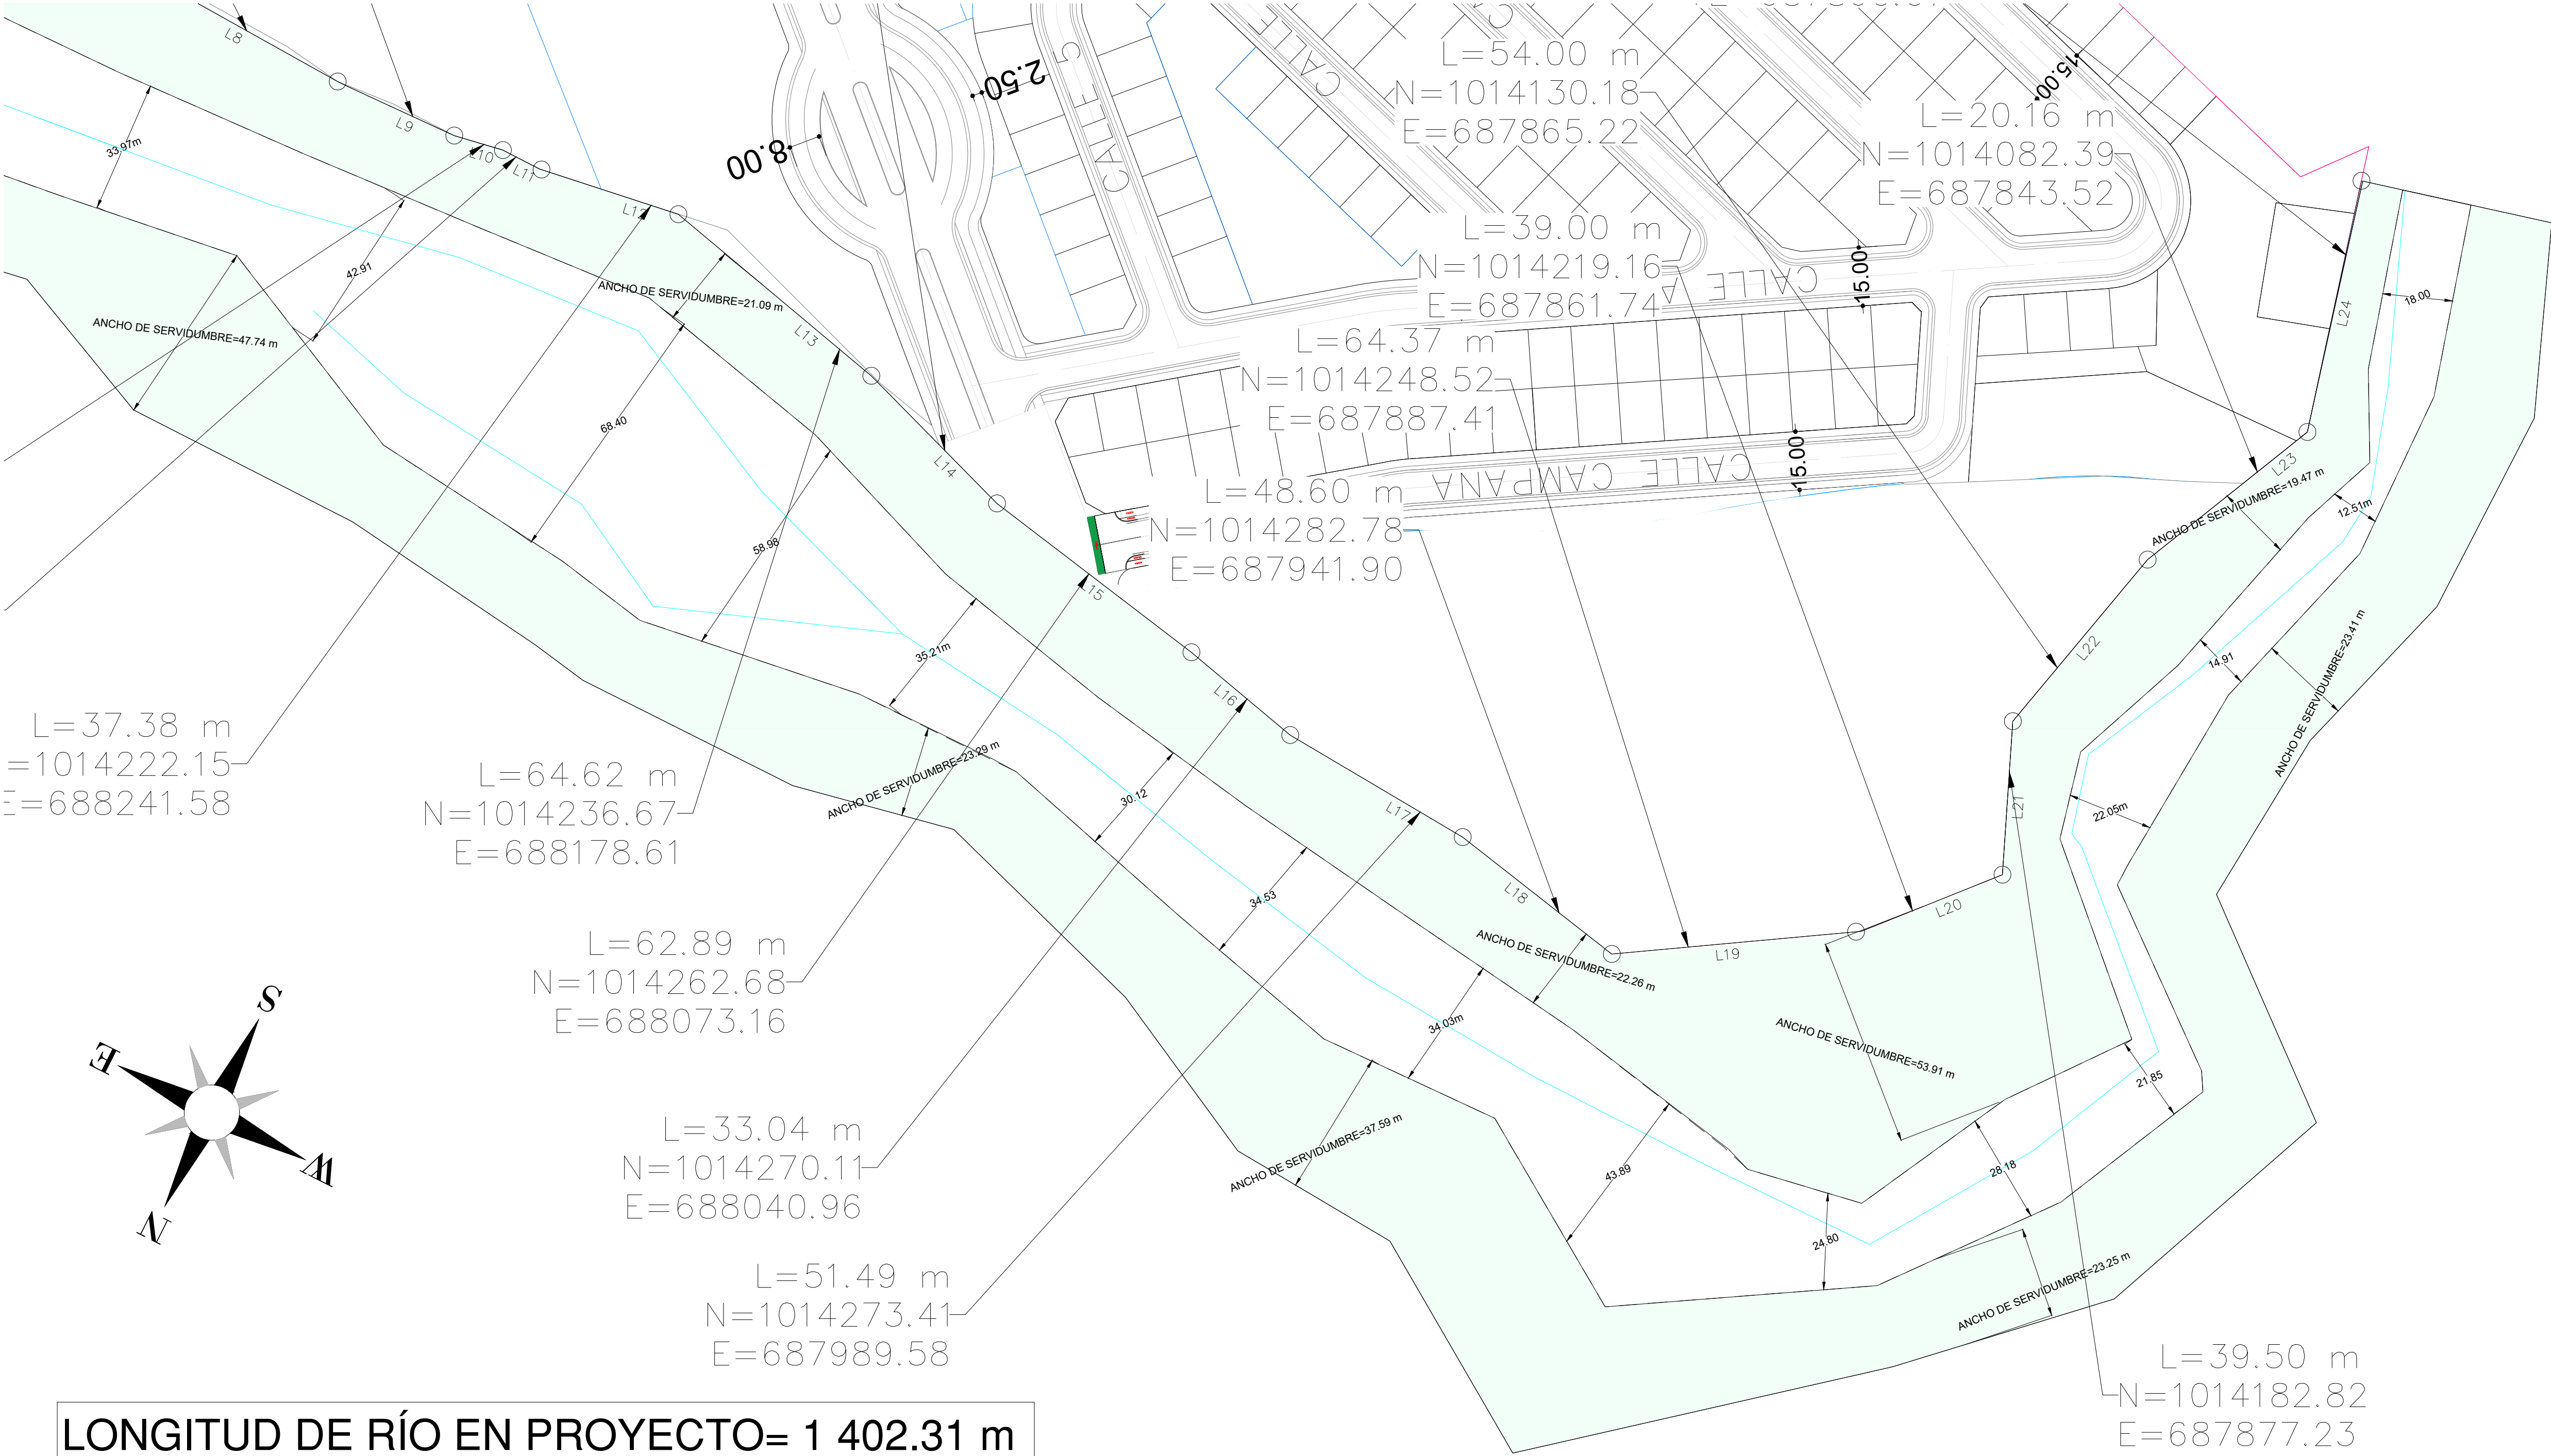 L=54.00 m
N=1014130.18
E=687865.22
L=20.16 m
N=1014082.39
E=687843.52
L=39.00 m
N=1014219.16
E=687861.74
L=64.37 m
N=1014248.52
E=687887.41
L=48.60 m
N=1014282.78
E=687941.90
L=37.38 m
=1014222.15
E=688241.58
L=64.62 m
N=1014236.67
E=688178.61
L=62.89 m
N=1014262.68
E=688073.16
L=33.04 m
N=1014270.11
E=688040.96
L=51.49 m
N=1014273.41
E=687989.58
L=39.50 m
N=1014182.82
E=687877.23
L8
L9
L10
L11
L12
L13
L14
L15
L16
L17
L18
L19
L20
L21
L22
L23
L24
33.97m
42.91
68.40
58.98
35.21m
30.12
34.53
34.03m
43.89
24.80
28.18
21.85
22.05m
14.91
12.51m
18.00
ANCHO DE SERVIDUMBRE=47.74 m
ANCHO DE SERVIDUMBRE=21.09 m
ANCHO DE SERVIDUMBRE=23.29 m
ANCHO DE SERVIDUMBRE=37.59 m
ANCHO DE SERVIDUMBRE=22.26 m
ANCHO DE SERVIDUMBRE=53.91 m
ANCHO DE SERVIDUMBRE=23.25 m
ANCHO DE SERVIDUMBRE=23.41 m
ANCHO DE SERVIDUMBRE=19.47 m
8.00
2.50
15.00
15.00
15.00
CALLE C
CALLE A
CALLE CAMPANA
S
E
W
N
LONGITUD DE RÍO EN PROYECTO= 1 402.31 m